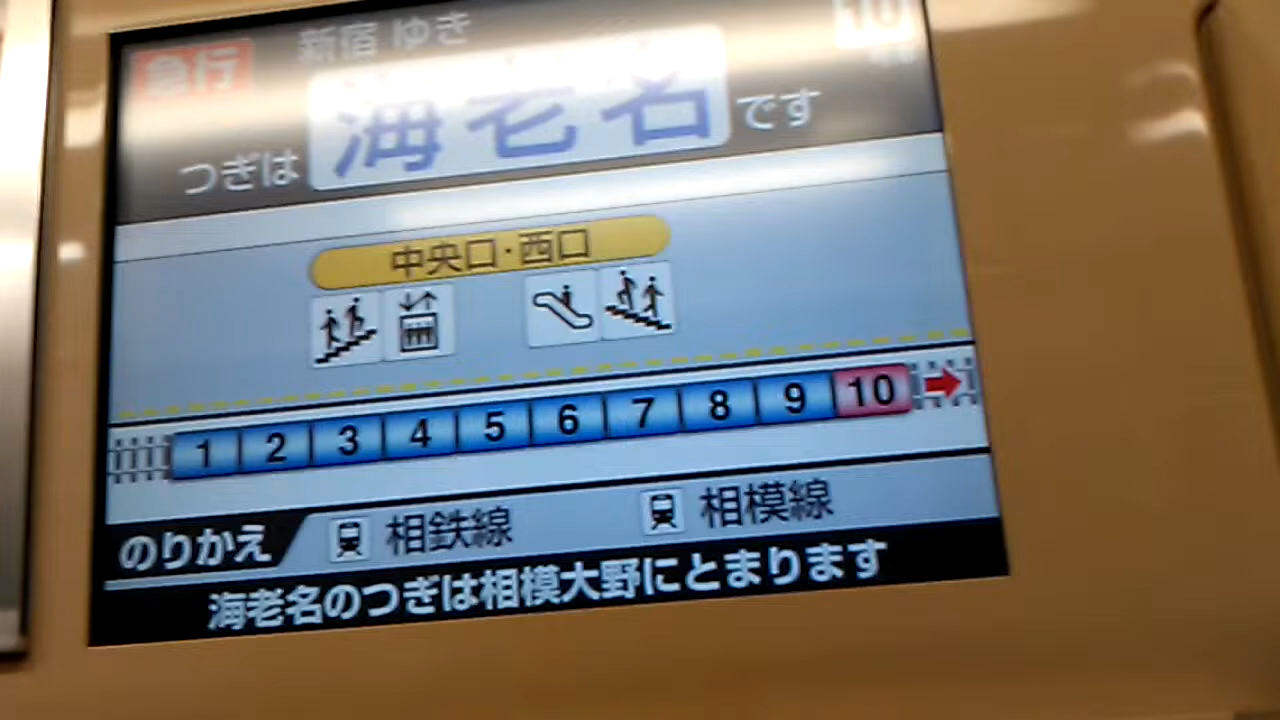 急行 新宿 ゆき 10
つぎは 海老名 です
中央口・西口
1 2 3 4 5 6 7 8 9 10
のりかえ 相鉄線 相模線
海老名のつぎは相模大野にとまります